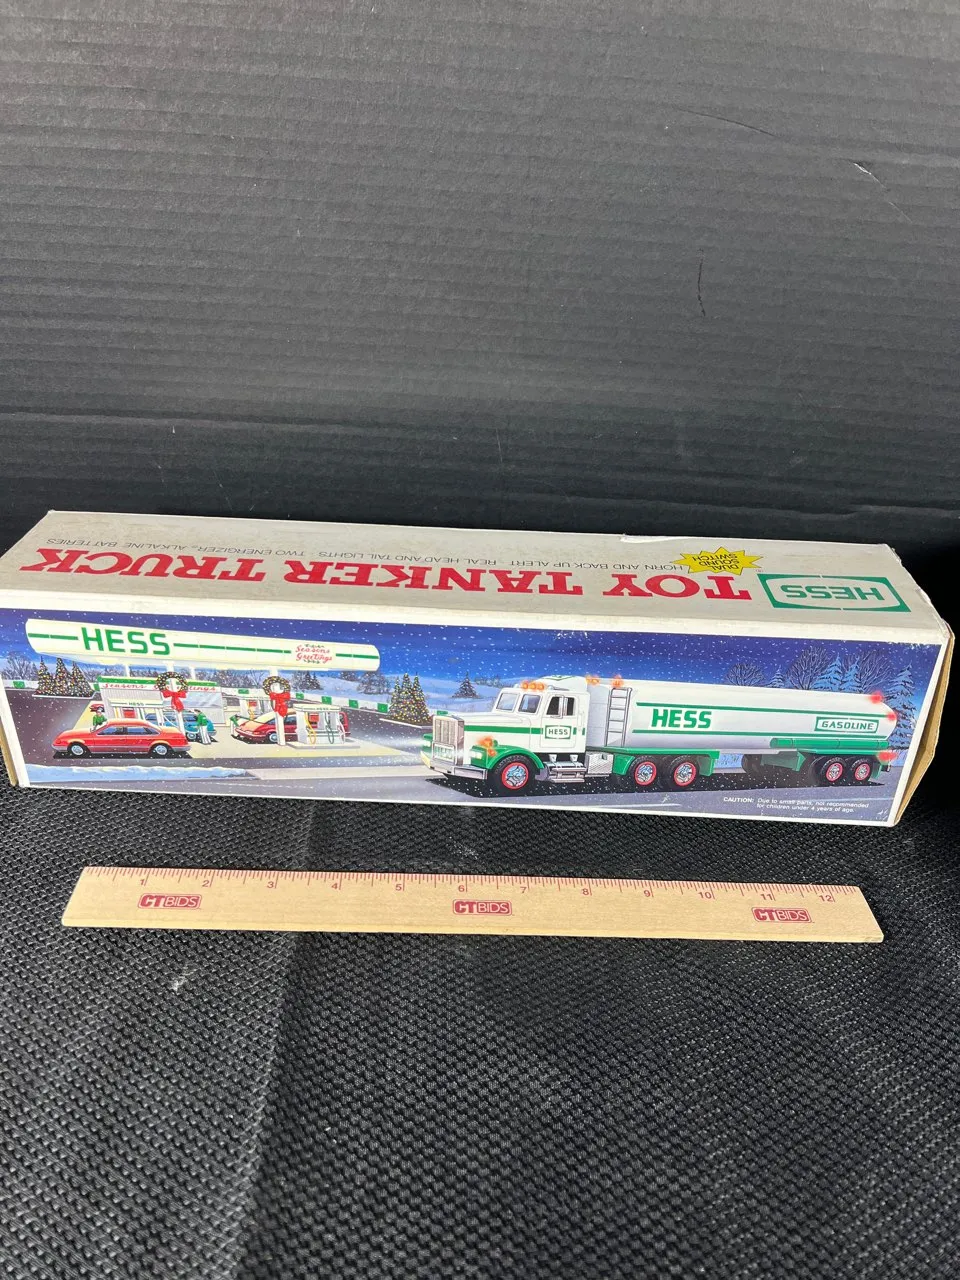 HESS
TOY TANKER TRUCK
DUAL
SOUND
SWITCH
HORN AND BACK UP ALERT REAL HEAD AND TAIL LIGHTS TWO ENERGIZER® ALKALINE BATTERIES
HESS
Season's
Greetings
HESS
HESS
HESS
GASOLINE
CAUTION: Due to small parts, not recommended
for children under 4 years of age.
1 2 3 4 5 6 7 8 9 10 11 12
CTBIDS CTBIDS CTBIDS